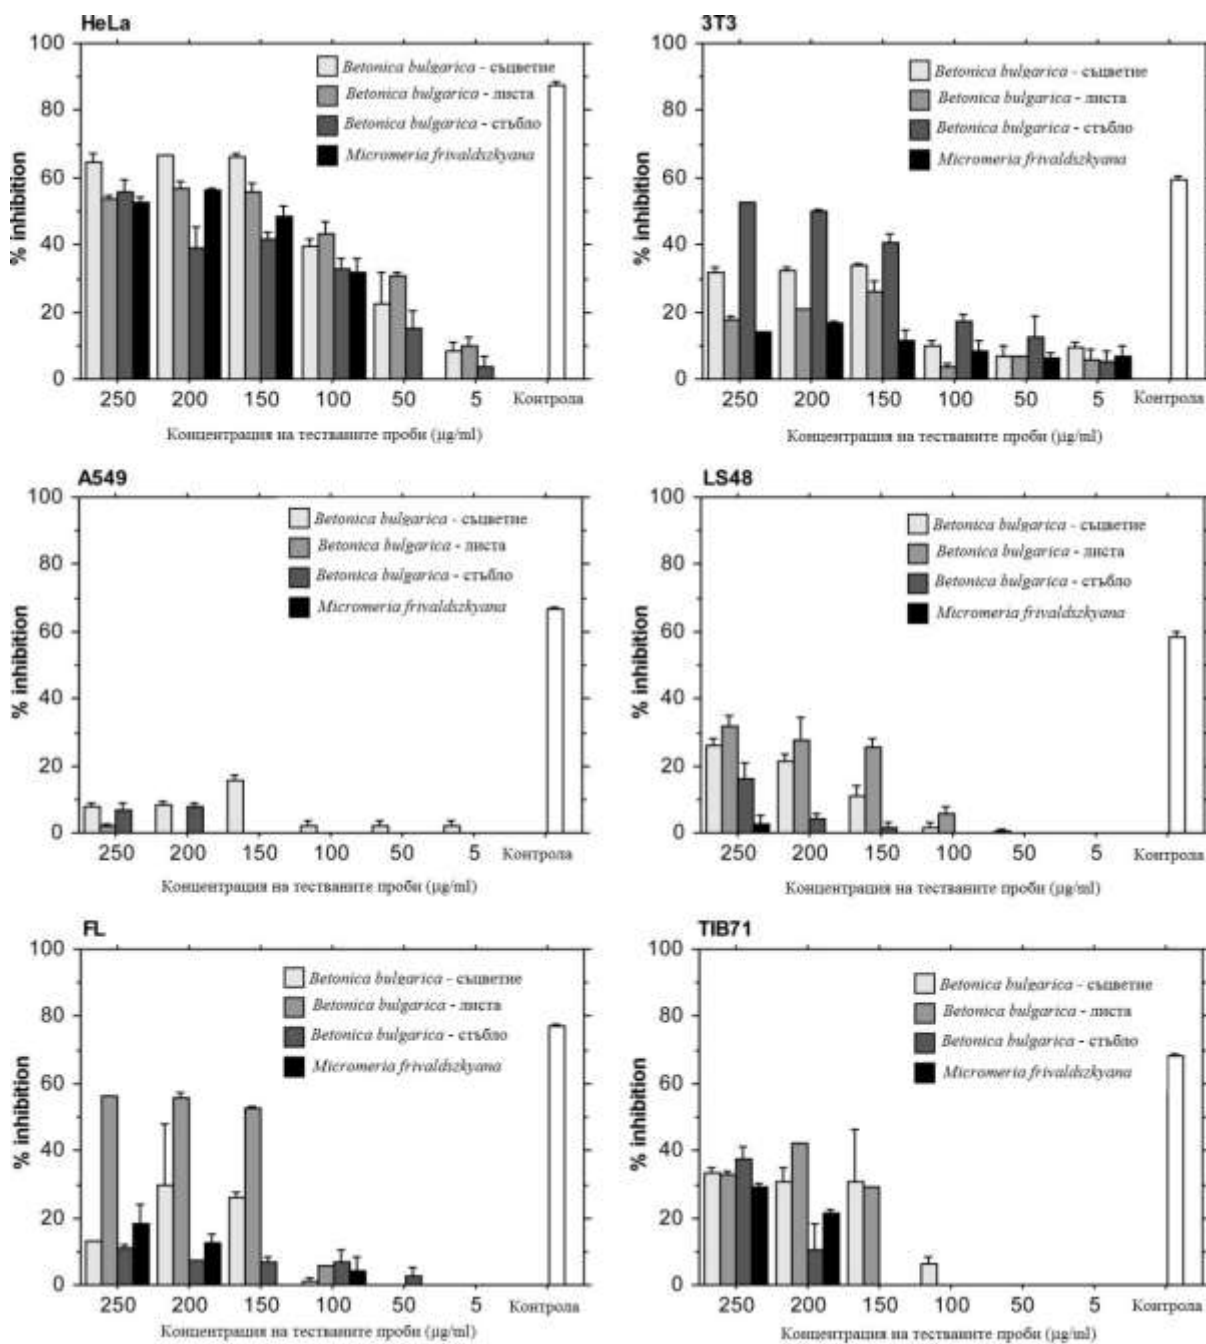 HeLa
% inhibition
100
80
60
40
20
0
Betonica bulgarica - съцветие
Betonica bulgarica - листа
Betonica bulgarica - стъбло
Micromeria frivaldszkyana
250 200 150 100 50 5 Контрола
Концентрация на тестваните проби (µg/ml)
3T3
% inhibition
100
80
60
40
20
0
Betonica bulgarica - съцветие
Betonica bulgarica - листа
Betonica bulgarica - стъбло
Micromeria frivaldszkyana
250 200 150 100 50 5 Контрола
Концентрация на тестваните проби (µg/ml)
A549
% inhibition
100
80
60
40
20
0
Betonica bulgarica - съцветие
Betonica bulgarica - листа
Betonica bulgarica - стъбло
Micromeria frivaldszkyana
250 200 150 100 50 5 Контрола
Концентрация на тестваните проби (µg/ml)
LS48
% inhibition
100
80
60
40
20
0
Betonica bulgarica - съцветие
Betonica bulgarica - листа
Betonica bulgarica - стъбло
Micromeria frivaldszkyana
250 200 150 100 50 5 Контрола
Концентрация на тестваните проби (µg/ml)
FL
% inhibition
100
80
60
40
20
0
Betonica bulgarica - съцветие
Betonica bulgarica - листа
Betonica bulgarica - стъбло
Micromeria frivaldszkyana
250 200 150 100 50 5 Контрола
Концентрация на тестваните проби (µg/ml)
TIB71
% inhibition
100
80
60
40
20
0
Betonica bulgarica - съцветие
Betonica bulgarica - листа
Betonica bulgarica - стъбло
Micromeria frivaldszkyana
250 200 150 100 50 5 Контрола
Концентрация на тестваните проби (µg/ml)